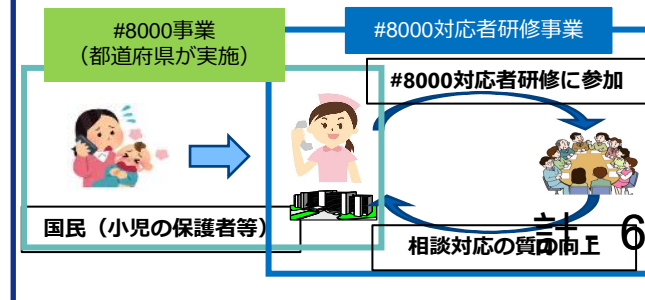 #8000事業
（都道府県が実施）
#8000対応者研修事業
#8000対応者研修に参加
国民（小児の保護者等）
相談対応の質の向上
計 6